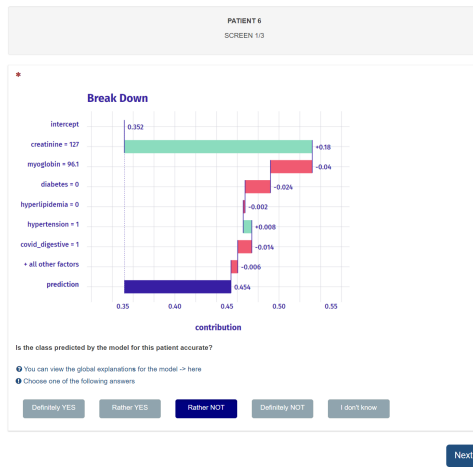 PATIENT 6
SCREEN 1/3
*
Break Down
intercept
0.352
creatinine = 127
+0.18
myoglobin = 96.1
-0.04
diabetes = 0
-0.024
hyperlipidemia = 0
-0.002
hypertension = 1
+0.008
covid_digestive = 1
-0.014
+ all other factors
-0.006
prediction
0.454
0.35 0.40 0.45 0.50 0.55
contribution
Is the class predicted by the model for this patient accurate?
You can view the global explanations for the model -> here
Choose one of the following answers
Definitely YES Rather YES Rather NOT Definitely NOT I don't know
Next